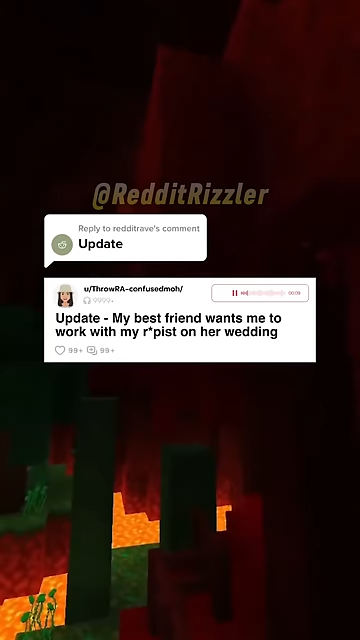 @RedditRizzler
Reply to redditrave's comment
Update
u/ThrowRA-confusedmoh/
9999+
00:09
Update - My best friend wants me to
work with my r*pist on her wedding
99+ 99+